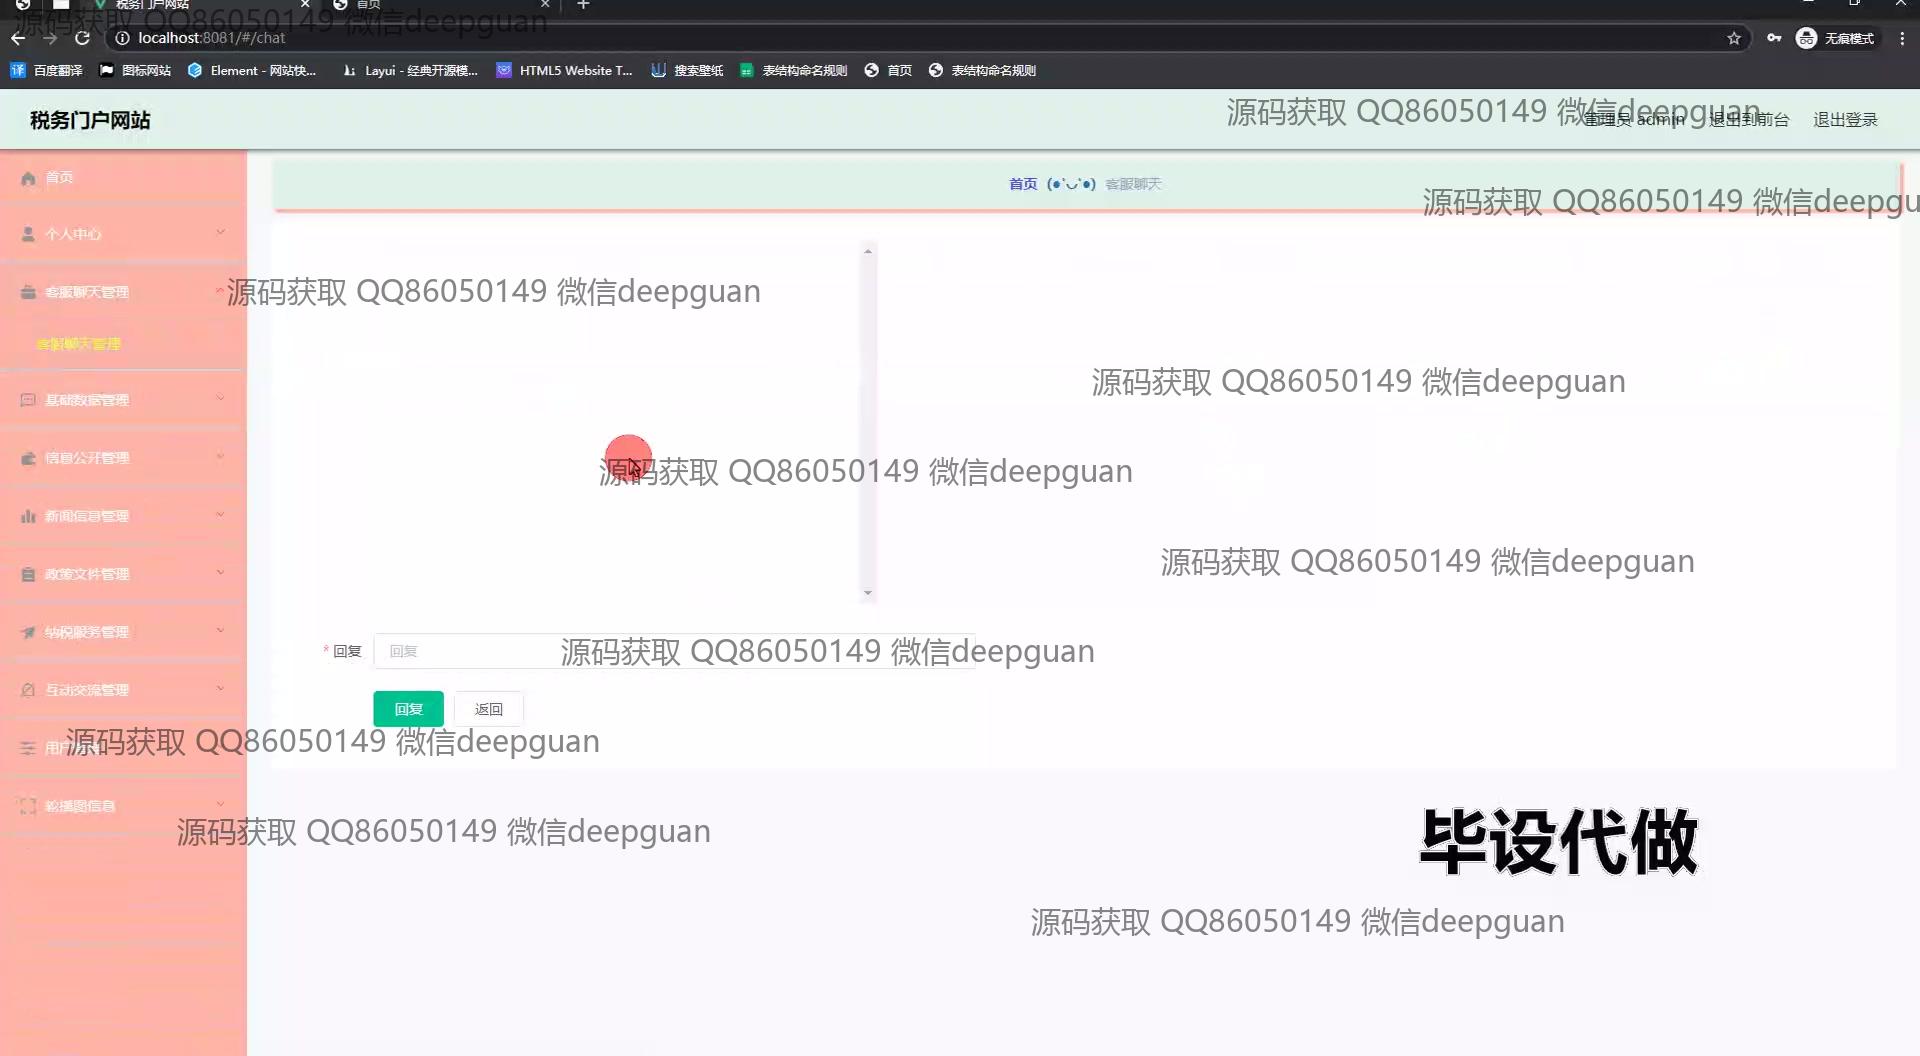 税务门户网站
首页
源码获取 QQ86050149 微信deepguan
localhost:8081/#/chat
无痕模式
百度翻译
图标网站
Element - 网站快...
Layui - 经典开源模...
HTML5 Website T...
搜索壁纸
表结构命名规则
首页
表结构命名规则
税务门户网站
源码获取 QQ86050149 微信deepguan
管理员 admin
退出到前台
退出登录
首页 (●'◡'●) 客服聊天
源码获取 QQ86050149 微信deepgu
首页
个人中心
客服聊天管理
源码获取 QQ86050149 微信deepguan
客服聊天管理
源码获取 QQ86050149 微信deepguan
基础数据管理
信息公开管理
源码获取 QQ86050149 微信deepguan
新闻信息管理
源码获取 QQ86050149 微信deepguan
政策文件管理
纳税服务管理
* 回复
回复
源码获取 QQ86050149 微信deepguan
互动交流管理
回复
返回
用户
源码获取 QQ86050149 微信deepguan
轮播图信息
源码获取 QQ86050149 微信deepguan
毕设代做
源码获取 QQ86050149 微信deepguan